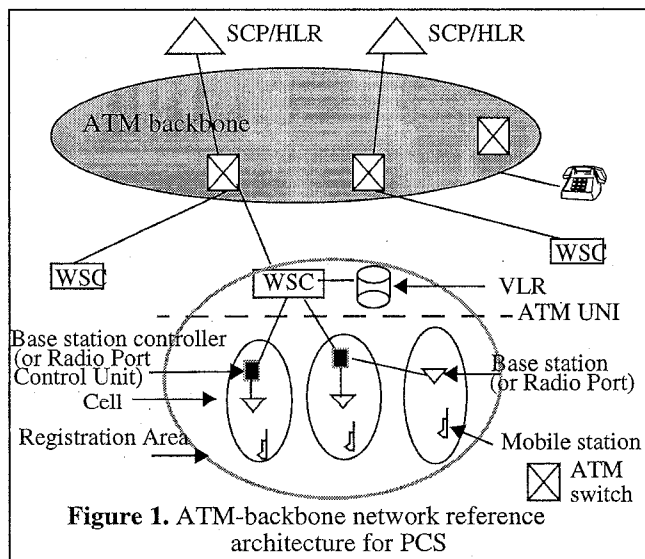 SCP/HLR
SCP/HLR
ATM backbone
WSC
WSC
WSC
VLR
ATM UNI
Base station controller
(or Radio Port
Control Unit)
Base station
(or Radio Port)
Cell
Registration Area
Mobile station
ATM
switch
Figure 1. ATM-backbone network reference
architecture for PCS